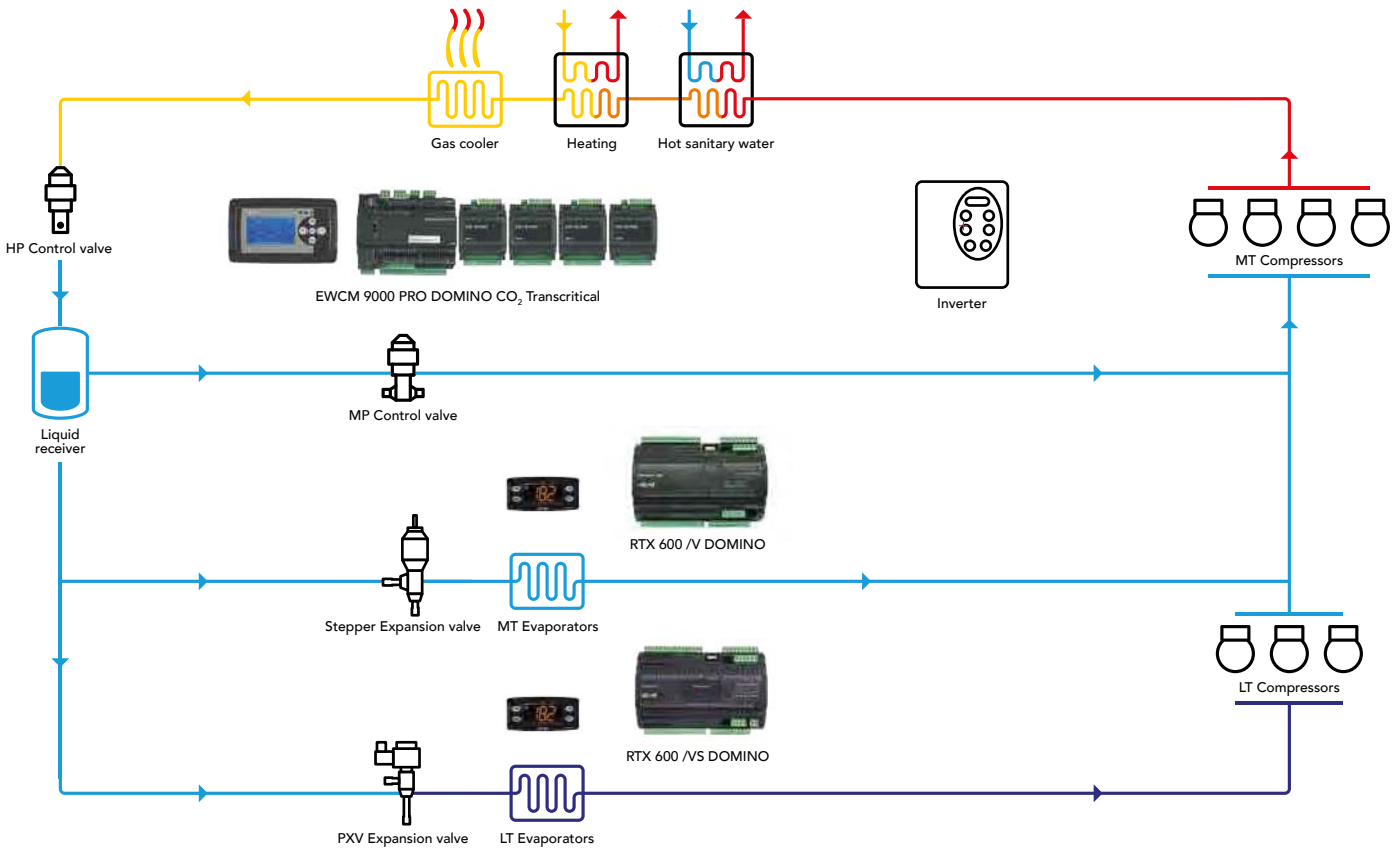 Gas cooler
Heating
Hot sanitary water
HP Control valve
EWCM 9000 PRO DOMINO CO₂ Transcritical
Inverter
MT Compressors
MP Control valve
Liquid
receiver
RTX 600 /V DOMINO
Stepper Expansion valve
MT Evaporators
LT Compressors
RTX 600 /VS DOMINO
PXV Expansion valve
LT Evaporators